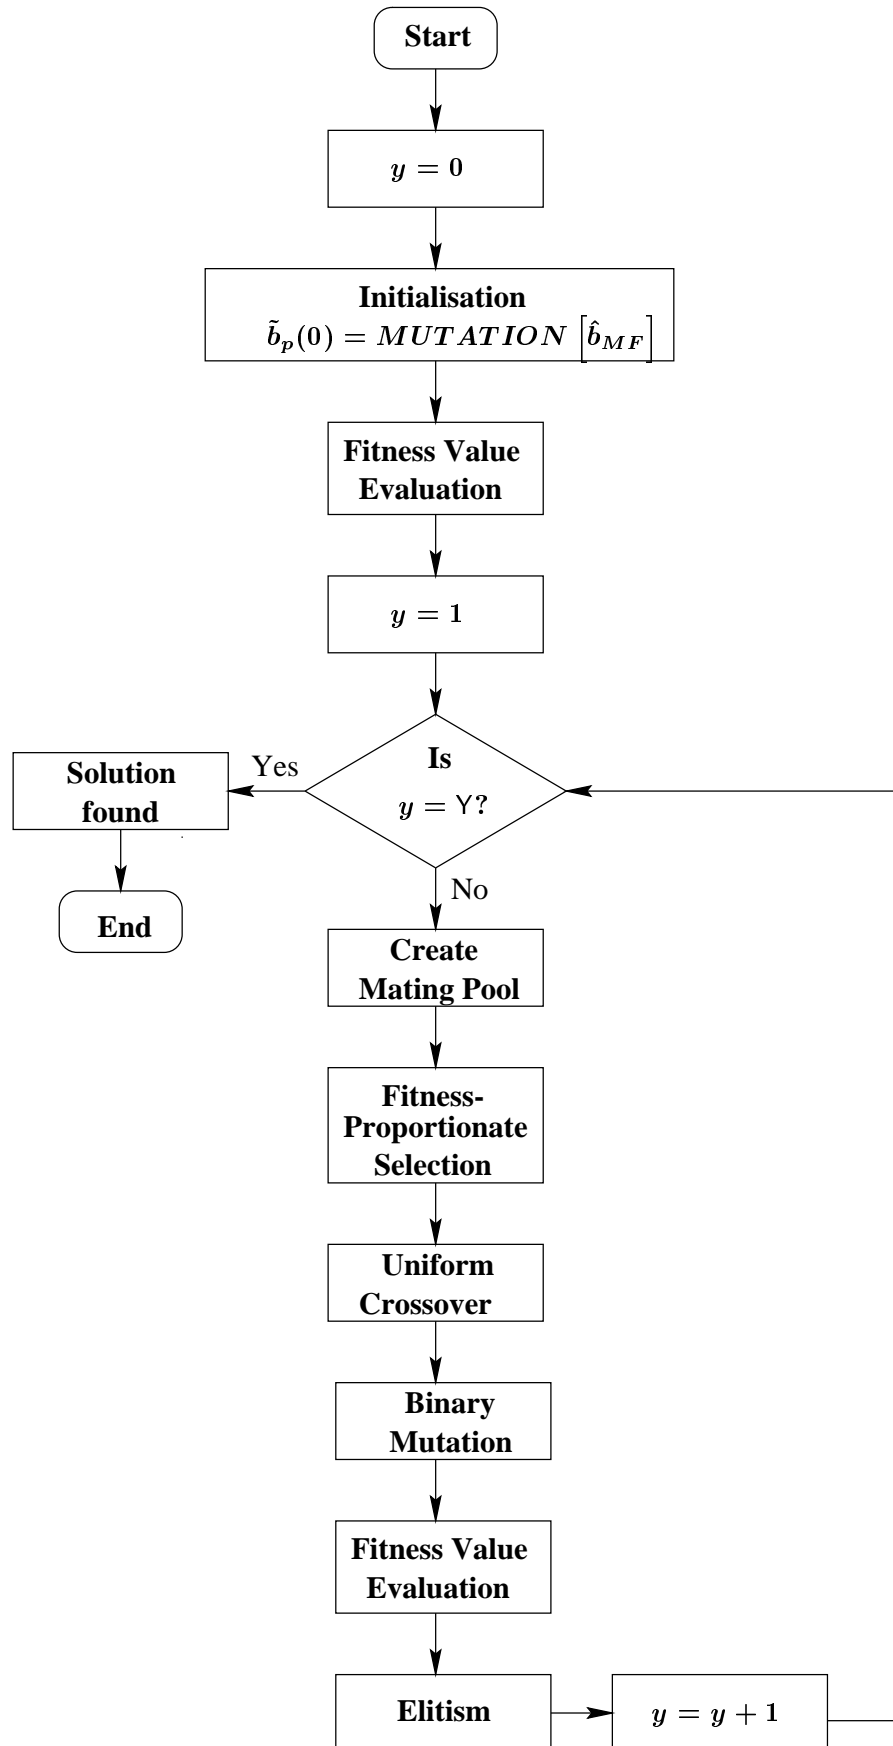 Start
y = 0
Initialisation
b̃_p(0) = MUTATION [b̂_MF]
Fitness Value
Evaluation
y = 1
Is
y = Y?
Yes
Solution
found
End
No
Create
Mating Pool
Fitness-
Proportionate
Selection
Uniform
Crossover
Binary
Mutation
Fitness Value
Evaluation
Elitism
y = y + 1